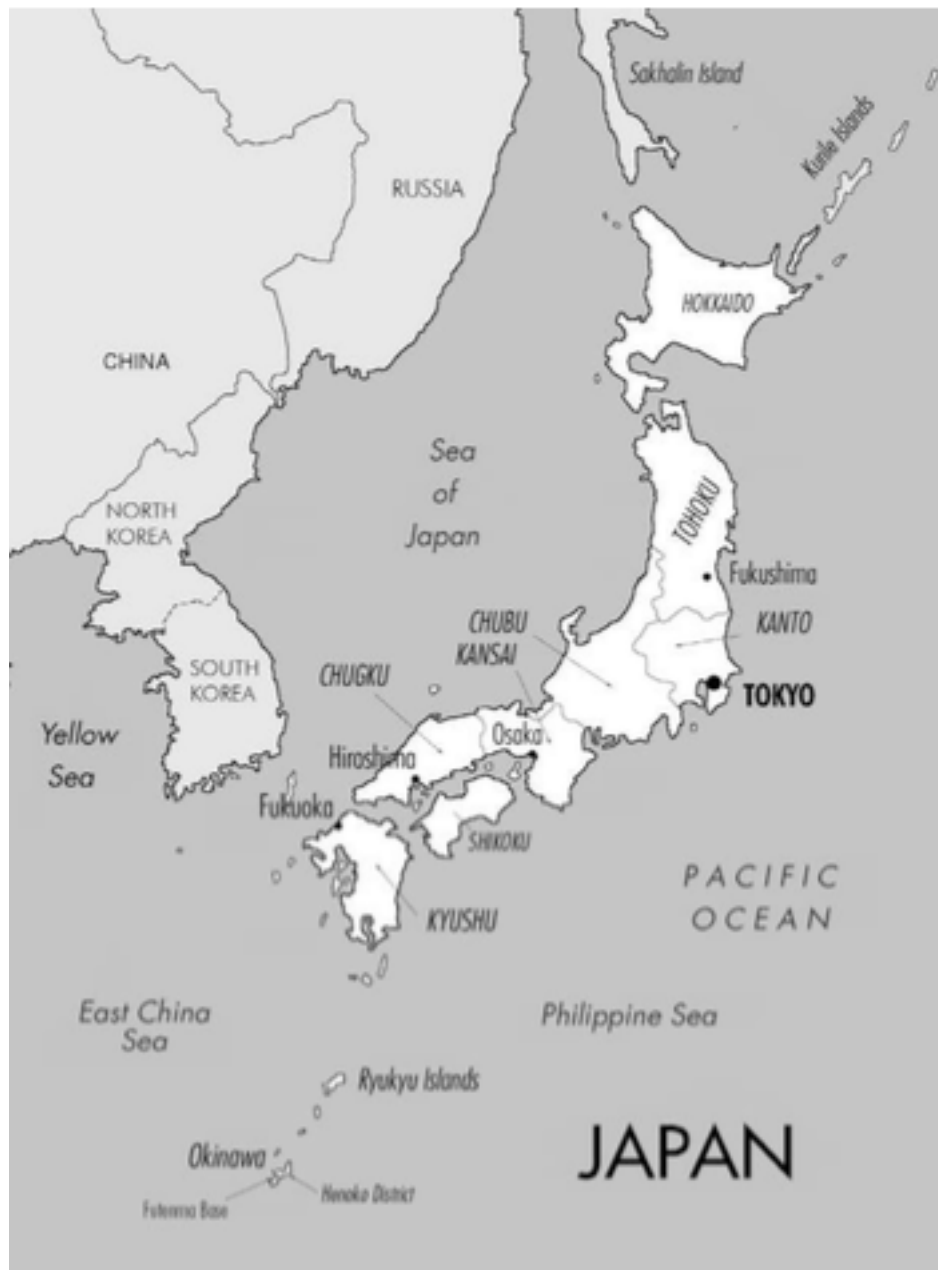 Sakhalin Island
Kurile Islands
RUSSIA
HOKKAIDO
CHINA
Sea
of
Japan
TOHOKU
NORTH
KOREA
Fukushima
CHUBU
KANTO
KANSAI
SOUTH
KOREA
CHUGKU
TOKYO
Yellow
Sea
Osaka
Hiroshima
Fukuoka
SHIKOKU
PACIFIC
OCEAN
KYUSHU
East China
Sea
Philippine Sea
Ryukyu Islands
JAPAN
Okinawa
Henoko District
Futenma Base